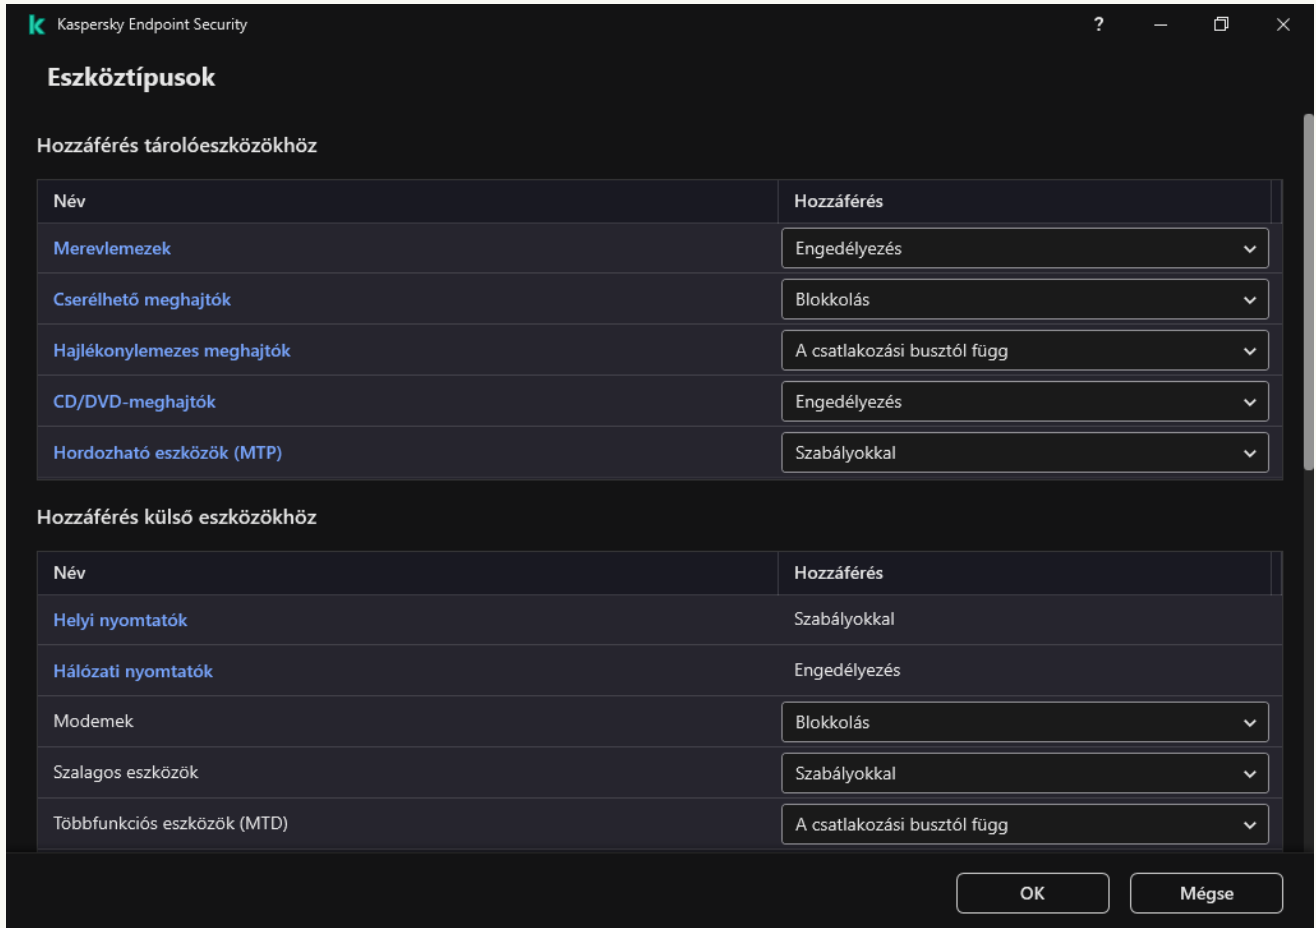 Kaspersky Endpoint Security ?
Eszköztípusok
Hozzáférés tárolóeszközökhöz
Név Hozzáférés
Merevlemezek Engedélyezés
Cserélhető meghajtók Blokkolás
Hajlékonylemezes meghajtók A csatlakozási busztól függ
CD/DVD-meghajtók Engedélyezés
Hordozható eszközök (MTP) Szabályokkal
Hozzáférés külső eszközökhöz
Név Hozzáférés
Helyi nyomtatók Szabályokkal
Hálózati nyomtatók Engedélyezés
Modemek Blokkolás
Szalagos eszközök Szabályokkal
Többfunkciós eszközök (MTD) A csatlakozási busztól függ
OK Mégse